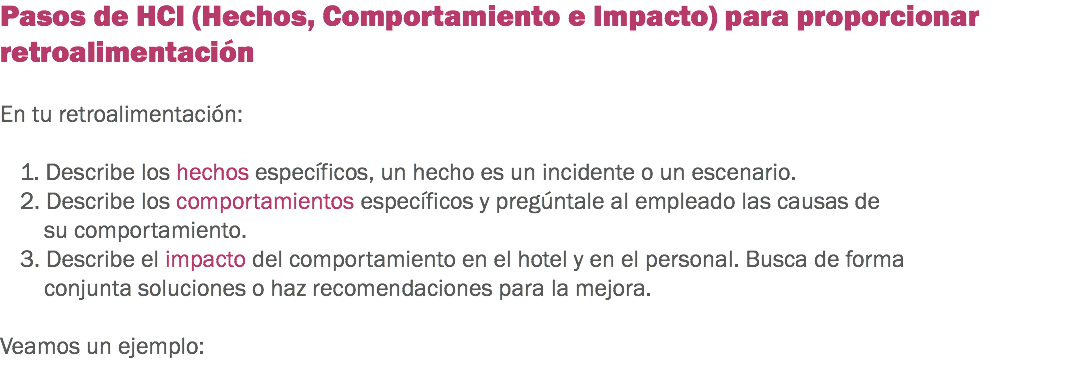 Pasos de HCI (Hechos, Comportamiento e Impacto) para proporcionar
retroalimentación
En tu retroalimentación:
1. Describe los hechos específicos, un hecho es un incidente o un escenario.
2. Describe los comportamientos específicos y pregúntale al empleado las causas de
su comportamiento.
3. Describe el impacto del comportamiento en el hotel y en el personal. Busca de forma
conjunta soluciones o haz recomendaciones para la mejora.
Veamos un ejemplo: